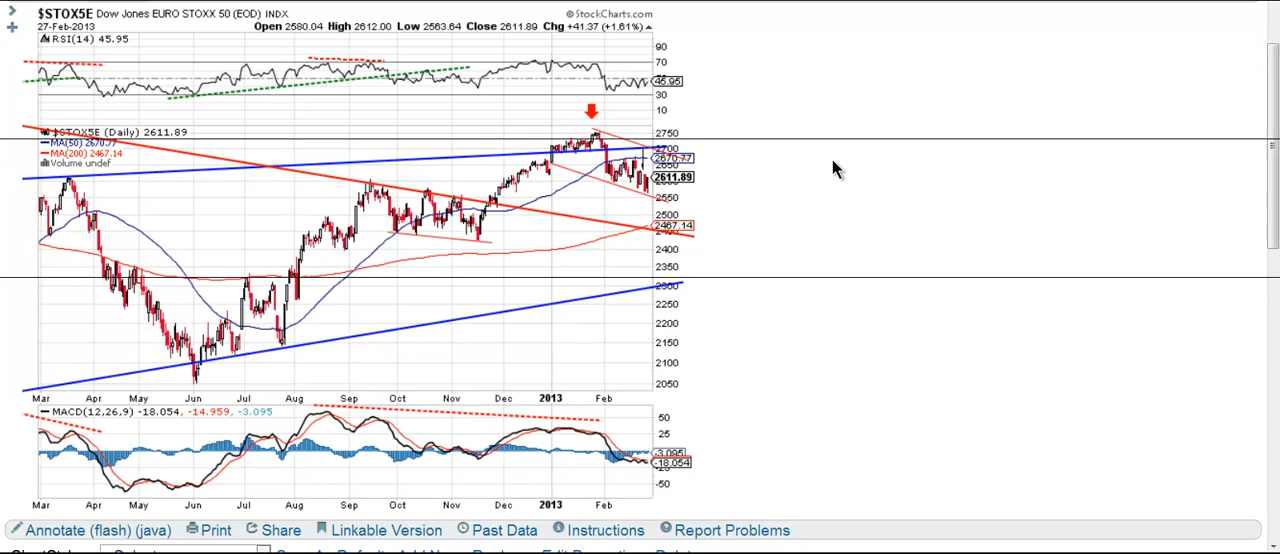 $STOX5E Dow Jones EURO STOXX 50 (EOD) INDX
© StockCharts.com
27-Feb-2013
Open 2580.04 High 2612.00 Low 2563.64 Close 2611.89 Chg +41.37 (+1.61%)
RSI(14) 45.95
90
70
45.95
30
10
$STOX5E (Daily) 2611.89
MA(50) 2670.77
MA(200) 2467.14
Volume undef
2750
2700
2670.77
2650
2611.89
2550
2500
2467.14
2400
2350
2300
2250
2200
2150
2100
2050
Mar Apr May Jun Jul Aug Sep Oct Nov Dec 2013 Feb
MACD(12,26,9) -18.054, -14.959, -3.095
50
25
-3.095
-18.054
-50
Mar Apr May Jun Jul Aug Sep Oct Nov Dec 2013 Feb
Annotate (flash) (java) Print Share Linkable Version Past Data Instructions Report Problems